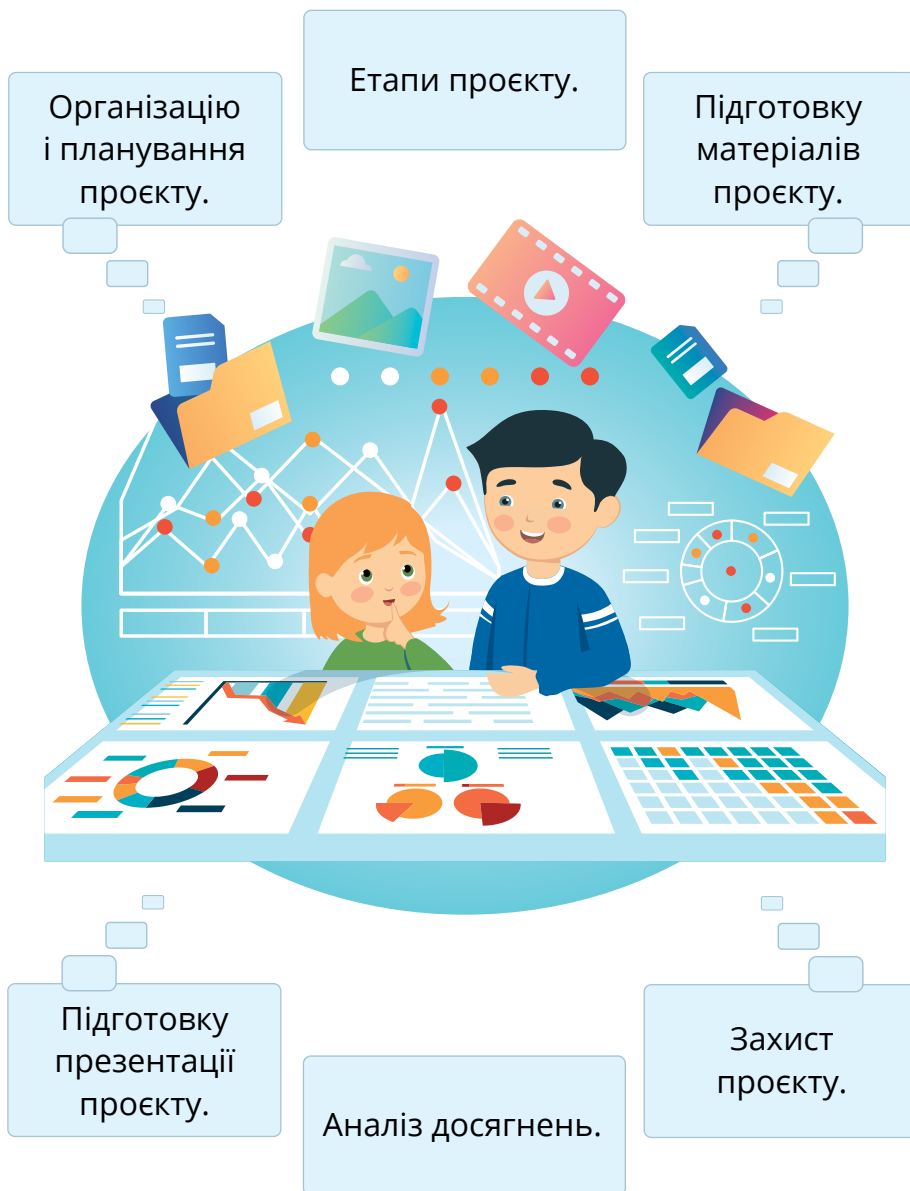 Етапи проєкту.
Організацію
і планування
проєкту.
Підготовку
матеріалів
проєкту.
Підготовку
презентації
проєкту.
Захист
проєкту.
Аналіз досягнень.